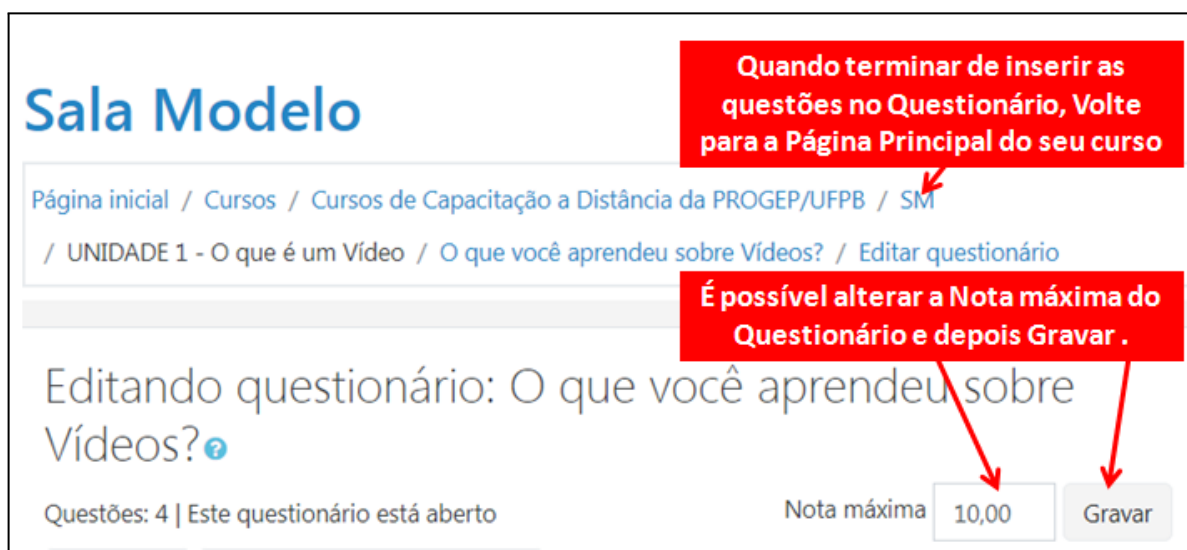 Quando terminar de inserir as
questões no Questionário, Volte
para a Página Principal do seu curso
Sala Modelo
Página inicial / Cursos / Cursos de Capacitação a Distância da PROGEP/UFPB / SM
/ UNIDADE 1 - O que é um Vídeo / O que você aprendeu sobre Vídeos? / Editar questionário
É possível alterar a Nota máxima do
Questionário e depois Gravar .
Editando questionário: O que você aprendeu sobre
Vídeos? ?
Questões: 4 | Este questionário está aberto
Nota máxima 10,00 Gravar